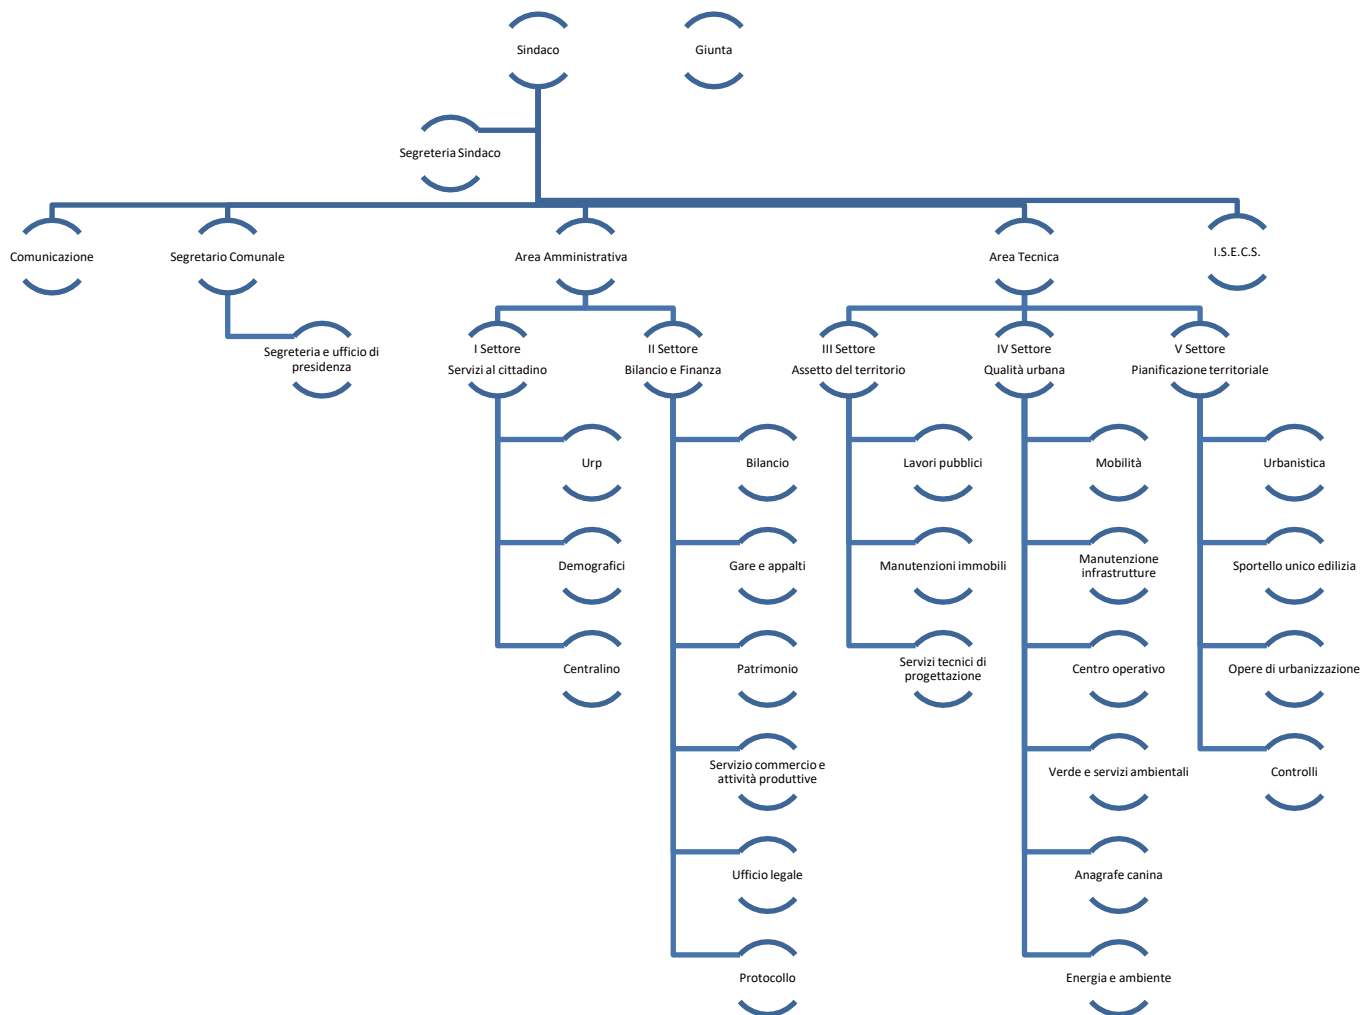 Sindaco
Giunta
Segreteria Sindaco
Comunicazione
Segretario Comunale
Area Amministrativa
Area Tecnica
I.S.E.C.S.
Segreteria e ufficio di
presidenza
I Settore
Servizi al cittadino
II Settore
Bilancio e Finanza
III Settore
Assetto del territorio
IV Settore
Qualità urbana
V Settore
Pianificazione territoriale
Urp
Demografici
Centralino
Bilancio
Gare e appalti
Patrimonio
Servizio commercio e
attività produttive
Ufficio legale
Protocollo
Lavori pubblici
Manutenzioni immobili
Servizi tecnici di
progettazione
Mobilità
Manutenzione
infrastrutture
Centro operativo
Verde e servizi ambientali
Anagrafe canina
Energia e ambiente
Urbanistica
Sportello unico edilizia
Opere di urbanizzazione
Controlli